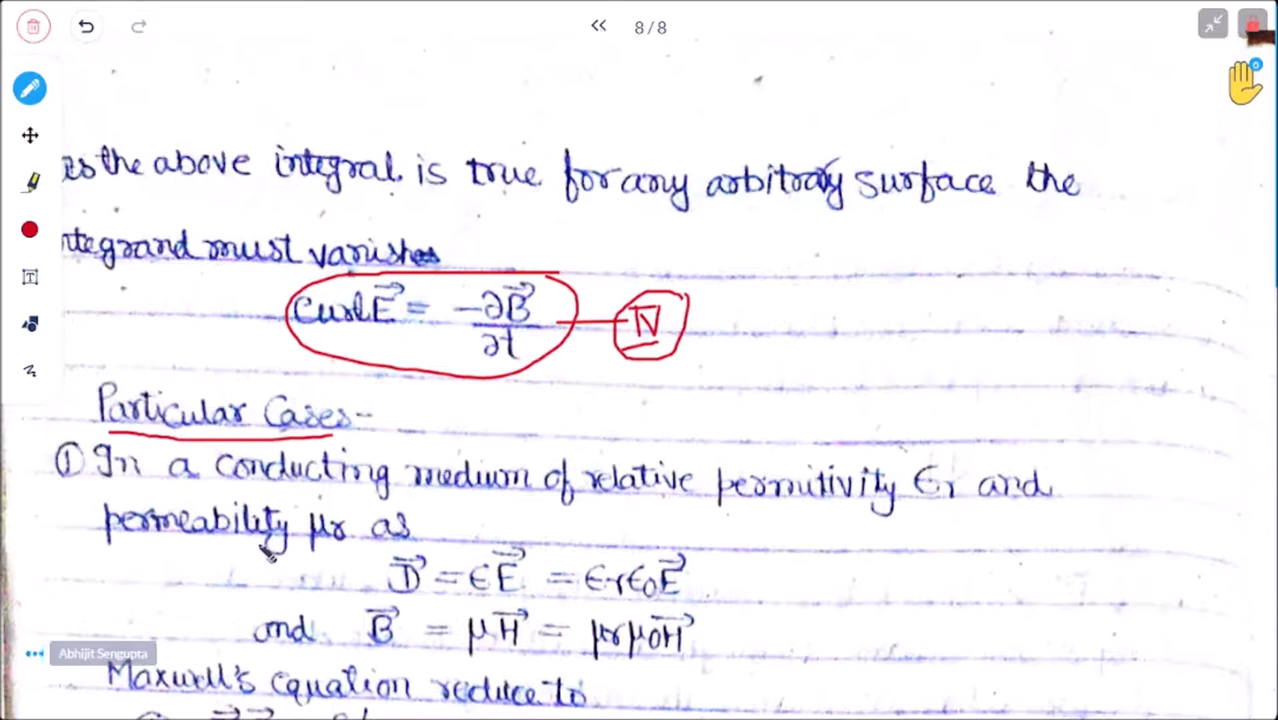 8/8
0
as the above integral. is true for any arbitrary surface the
ntegrand must vanishes
Curl E⃗ = -∂B⃗/∂t — IV
Particular Cases-
① In a conducting medium of relative permitivity ϵr and
permeability μr as
D⃗ = ϵE⃗ = ϵrϵ0E⃗
and B⃗ = μH⃗ = μrμ0H⃗
Abhijit Sengupta
Maxwell's equation reduce to